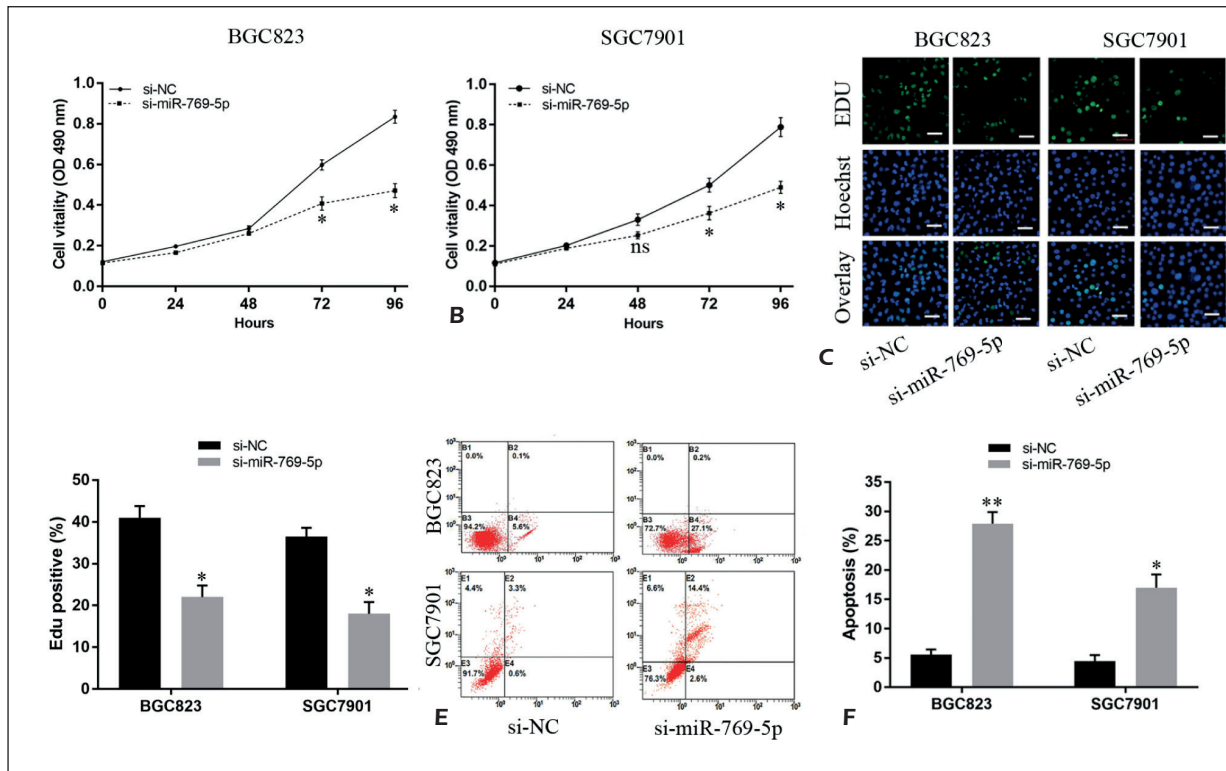 BGC823
si-NC
si-miR-769-5p
Cell vitality (OD 490 nm)
1.0
0.8
0.6
0.4
0.2
0.0
*
*
0 24 48 72 96
Hours
B
SGC7901
si-NC
si-miR-769-5p
Cell vitality (OD 490 nm)
1.0
0.8
0.6
0.4
0.2
0.0
ns
*
*
0 24 48 72 96
Hours
BGC823 SGC7901
EDU
Hoechst
Overlay
C
si-NC
si-miR-769-5p
si-NC
si-miR-769-5p
si-NC
si-miR-769-5p
Edu positive (%)
50
40
30
20
10
0
*
*
BGC823 SGC7901
E
BGC823
B1
0.0%
B2
0.1%
B3
94.2%
B4
5.6%
B1
0.0%
B2
0.2%
B3
72.7%
B4
27.1%
SGC7901
E1
4.4%
E2
3.3%
E3
91.7%
E4
0.6%
E1
6.6%
E2
14.4%
E3
76.3%
E4
2.6%
si-NC si-miR-769-5p
F
si-NC
si-miR-769-5p
Apoptosis (%)
35
30
25
20
15
10
5
0
**
*
BGC823 SGC7901